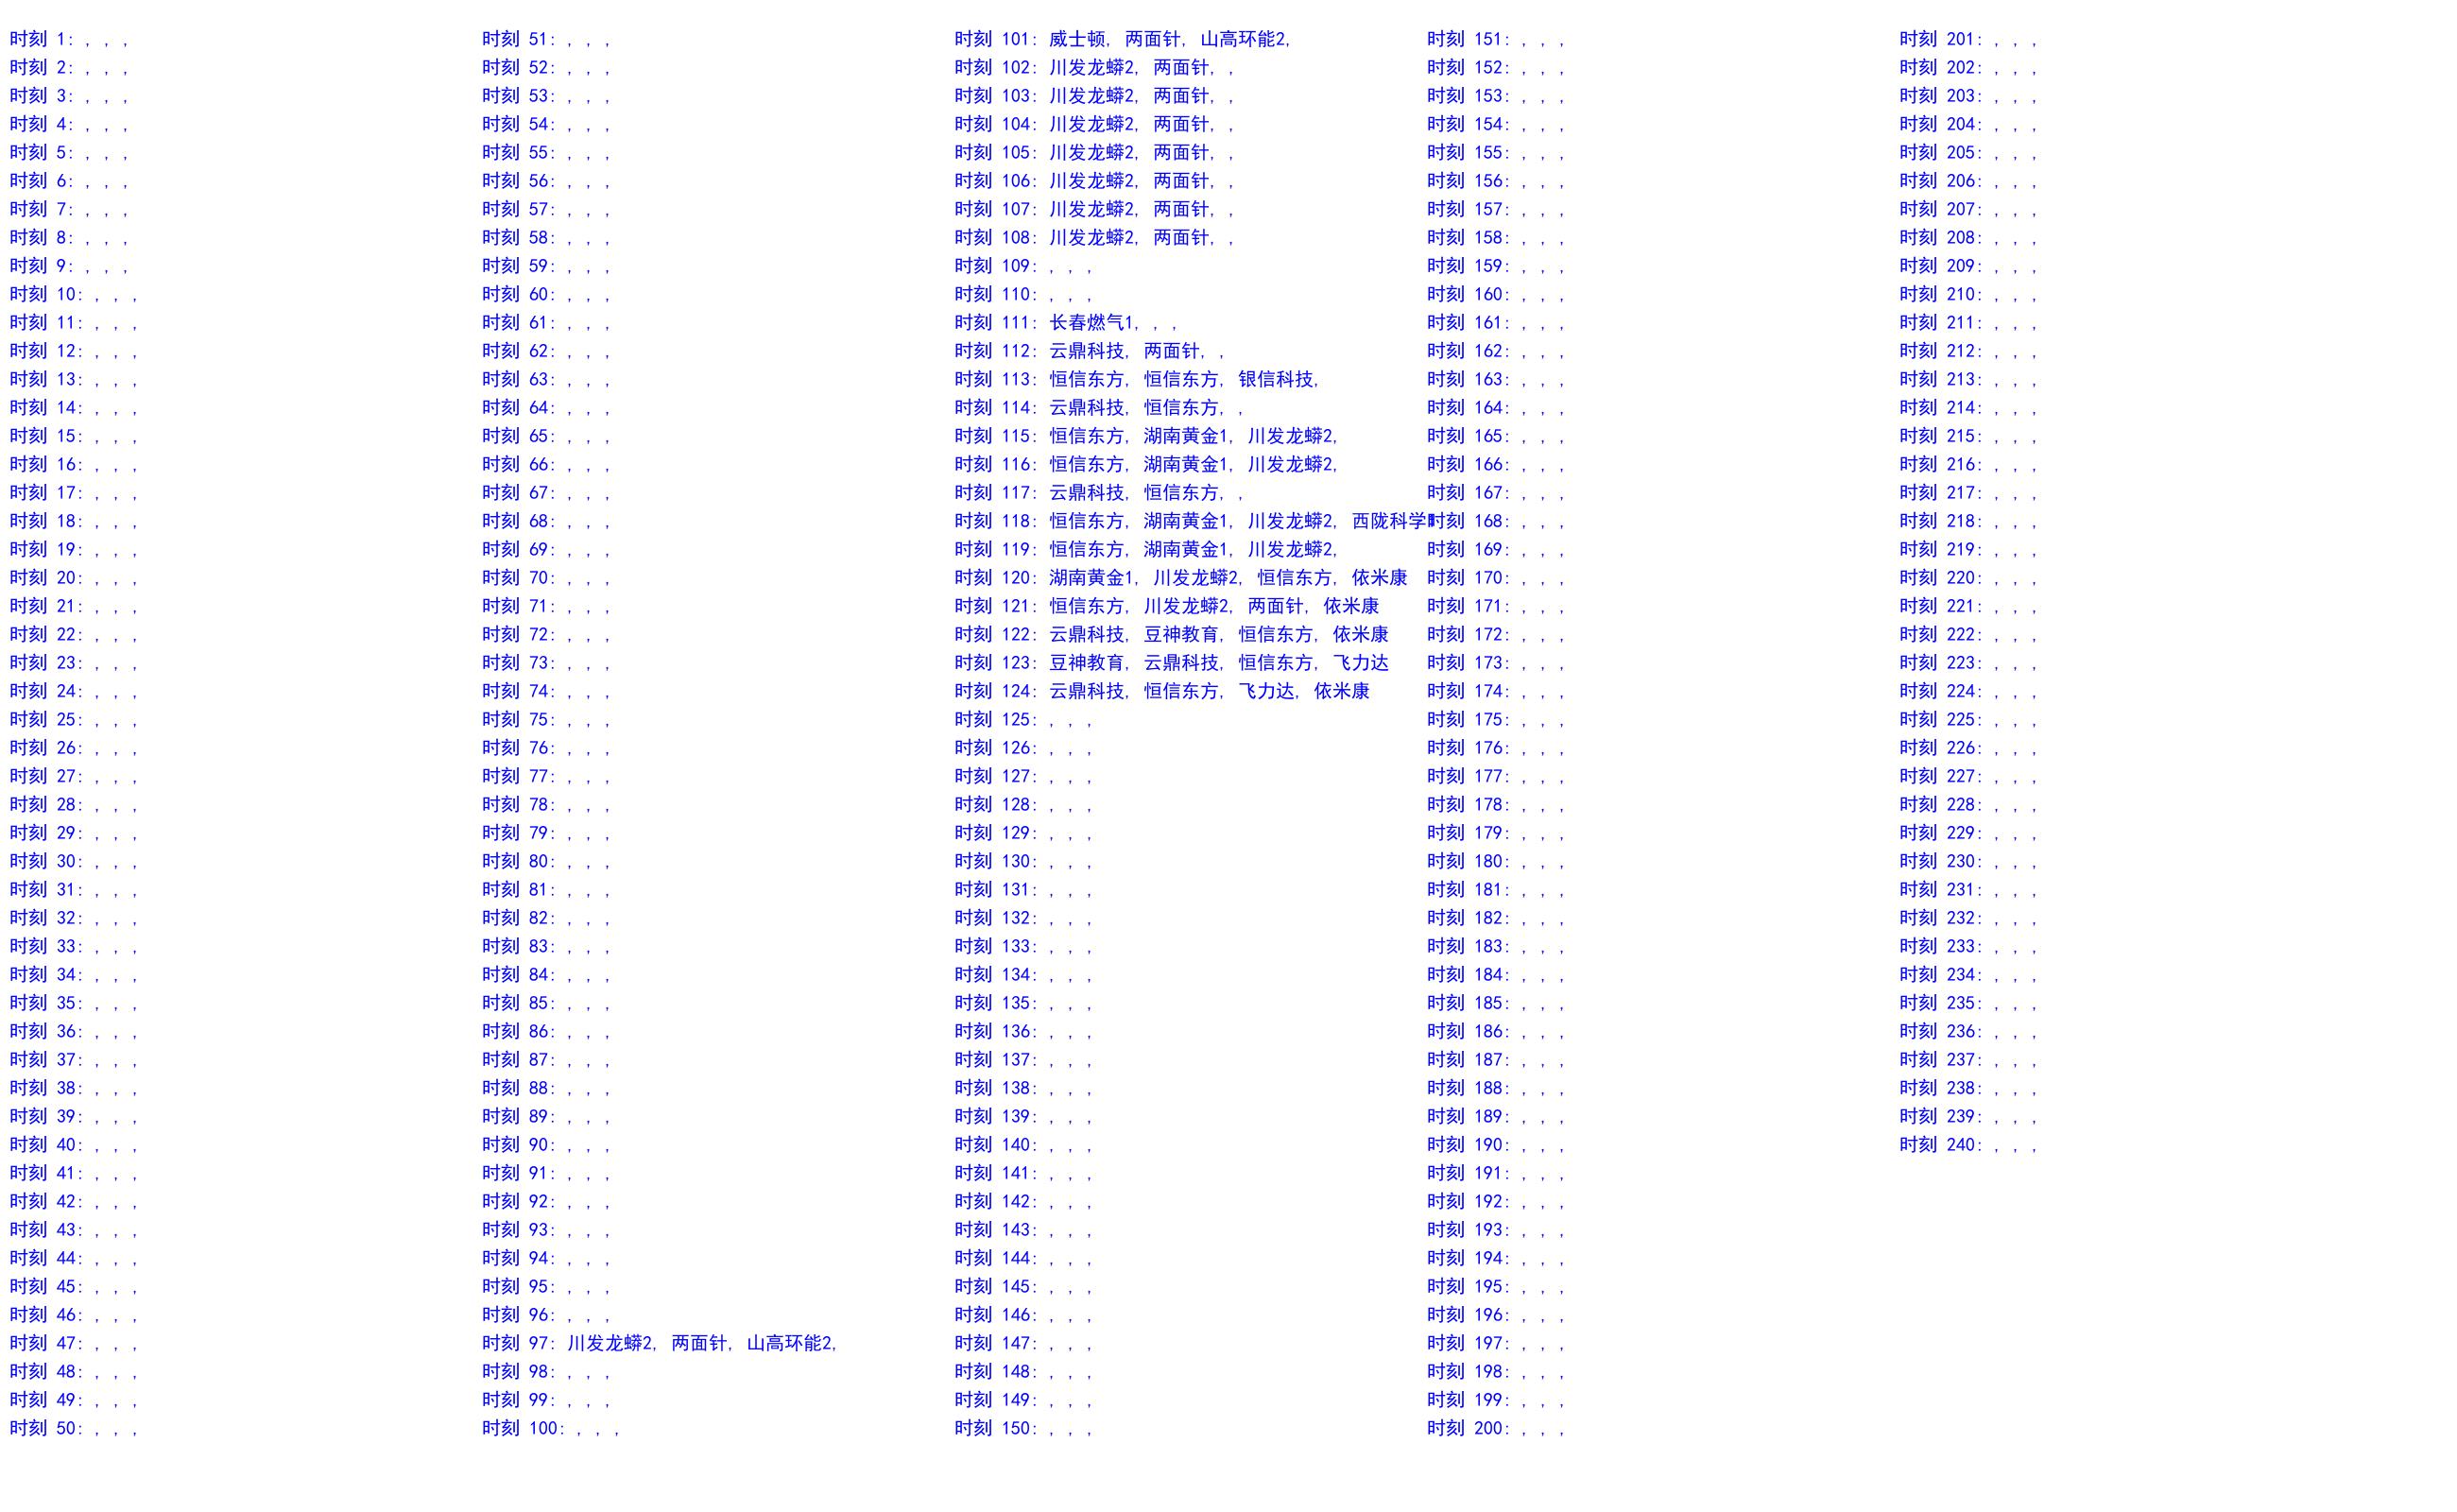 时刻 1: , , ,
时刻 2: , , ,
时刻 3: , , ,
时刻 4: , , ,
时刻 5: , , ,
时刻 6: , , ,
时刻 7: , , ,
时刻 8: , , ,
时刻 9: , , ,
时刻 10: , , ,
时刻 11: , , ,
时刻 12: , , ,
时刻 13: , , ,
时刻 14: , , ,
时刻 15: , , ,
时刻 16: , , ,
时刻 17: , , ,
时刻 18: , , ,
时刻 19: , , ,
时刻 20: , , ,
时刻 21: , , ,
时刻 22: , , ,
时刻 23: , , ,
时刻 24: , , ,
时刻 25: , , ,
时刻 26: , , ,
时刻 27: , , ,
时刻 28: , , ,
时刻 29: , , ,
时刻 30: , , ,
时刻 31: , , ,
时刻 32: , , ,
时刻 33: , , ,
时刻 34: , , ,
时刻 35: , , ,
时刻 36: , , ,
时刻 37: , , ,
时刻 38: , , ,
时刻 39: , , ,
时刻 40: , , ,
时刻 41: , , ,
时刻 42: , , ,
时刻 43: , , ,
时刻 44: , , ,
时刻 45: , , ,
时刻 46: , , ,
时刻 47: , , ,
时刻 48: , , ,
时刻 49: , , ,
时刻 50: , , ,
时刻 51: , , ,
时刻 52: , , ,
时刻 53: , , ,
时刻 54: , , ,
时刻 55: , , ,
时刻 56: , , ,
时刻 57: , , ,
时刻 58: , , ,
时刻 59: , , ,
时刻 60: , , ,
时刻 61: , , ,
时刻 62: , , ,
时刻 63: , , ,
时刻 64: , , ,
时刻 65: , , ,
时刻 66: , , ,
时刻 67: , , ,
时刻 68: , , ,
时刻 69: , , ,
时刻 70: , , ,
时刻 71: , , ,
时刻 72: , , ,
时刻 73: , , ,
时刻 74: , , ,
时刻 75: , , ,
时刻 76: , , ,
时刻 77: , , ,
时刻 78: , , ,
时刻 79: , , ,
时刻 80: , , ,
时刻 81: , , ,
时刻 82: , , ,
时刻 83: , , ,
时刻 84: , , ,
时刻 85: , , ,
时刻 86: , , ,
时刻 87: , , ,
时刻 88: , , ,
时刻 89: , , ,
时刻 90: , , ,
时刻 91: , , ,
时刻 92: , , ,
时刻 93: , , ,
时刻 94: , , ,
时刻 95: , , ,
时刻 96: , , ,
时刻 97: 川发龙蟒2, 两面针, 山高环能2,
时刻 98: , , ,
时刻 99: , , ,
时刻 100: , , ,
时刻 101: 威士顿, 两面针, 山高环能2,
时刻 102: 川发龙蟒2, 两面针, ,
时刻 103: 川发龙蟒2, 两面针, ,
时刻 104: 川发龙蟒2, 两面针, ,
时刻 105: 川发龙蟒2, 两面针, ,
时刻 106: 川发龙蟒2, 两面针, ,
时刻 107: 川发龙蟒2, 两面针, ,
时刻 108: 川发龙蟒2, 两面针, ,
时刻 109: , , ,
时刻 110: , , ,
时刻 111: 长春燃气1, , ,
时刻 112: 云鼎科技, 两面针, ,
时刻 113: 恒信东方, 恒信东方, 银信科技,
时刻 114: 云鼎科技, 恒信东方, ,
时刻 115: 恒信东方, 湖南黄金1, 川发龙蟒2,
时刻 116: 恒信东方, 湖南黄金1, 川发龙蟒2,
时刻 117: 云鼎科技, 恒信东方, ,
时刻 118: 恒信东方, 湖南黄金1, 川发龙蟒2, 西陇科学
时刻 119: 恒信东方, 湖南黄金1, 川发龙蟒2,
时刻 120: 湖南黄金1, 川发龙蟒2, 恒信东方, 依米康
时刻 121: 恒信东方, 川发龙蟒2, 两面针, 依米康
时刻 122: 云鼎科技, 豆神教育, 恒信东方, 依米康
时刻 123: 豆神教育, 云鼎科技, 恒信东方, 飞力达
时刻 124: 云鼎科技, 恒信东方, 飞力达, 依米康
时刻 125: , , ,
时刻 126: , , ,
时刻 127: , , ,
时刻 128: , , ,
时刻 129: , , ,
时刻 130: , , ,
时刻 131: , , ,
时刻 132: , , ,
时刻 133: , , ,
时刻 134: , , ,
时刻 135: , , ,
时刻 136: , , ,
时刻 137: , , ,
时刻 138: , , ,
时刻 139: , , ,
时刻 140: , , ,
时刻 141: , , ,
时刻 142: , , ,
时刻 143: , , ,
时刻 144: , , ,
时刻 145: , , ,
时刻 146: , , ,
时刻 147: , , ,
时刻 148: , , ,
时刻 149: , , ,
时刻 150: , , ,
时刻 151: , , ,
时刻 152: , , ,
时刻 153: , , ,
时刻 154: , , ,
时刻 155: , , ,
时刻 156: , , ,
时刻 157: , , ,
时刻 158: , , ,
时刻 159: , , ,
时刻 160: , , ,
时刻 161: , , ,
时刻 162: , , ,
时刻 163: , , ,
时刻 164: , , ,
时刻 165: , , ,
时刻 166: , , ,
时刻 167: , , ,
时刻 168: , , ,
时刻 169: , , ,
时刻 170: , , ,
时刻 171: , , ,
时刻 172: , , ,
时刻 173: , , ,
时刻 174: , , ,
时刻 175: , , ,
时刻 176: , , ,
时刻 177: , , ,
时刻 178: , , ,
时刻 179: , , ,
时刻 180: , , ,
时刻 181: , , ,
时刻 182: , , ,
时刻 183: , , ,
时刻 184: , , ,
时刻 185: , , ,
时刻 186: , , ,
时刻 187: , , ,
时刻 188: , , ,
时刻 189: , , ,
时刻 190: , , ,
时刻 191: , , ,
时刻 192: , , ,
时刻 193: , , ,
时刻 194: , , ,
时刻 195: , , ,
时刻 196: , , ,
时刻 197: , , ,
时刻 198: , , ,
时刻 199: , , ,
时刻 200: , , ,
时刻 201: , , ,
时刻 202: , , ,
时刻 203: , , ,
时刻 204: , , ,
时刻 205: , , ,
时刻 206: , , ,
时刻 207: , , ,
时刻 208: , , ,
时刻 209: , , ,
时刻 210: , , ,
时刻 211: , , ,
时刻 212: , , ,
时刻 213: , , ,
时刻 214: , , ,
时刻 215: , , ,
时刻 216: , , ,
时刻 217: , , ,
时刻 218: , , ,
时刻 219: , , ,
时刻 220: , , ,
时刻 221: , , ,
时刻 222: , , ,
时刻 223: , , ,
时刻 224: , , ,
时刻 225: , , ,
时刻 226: , , ,
时刻 227: , , ,
时刻 228: , , ,
时刻 229: , , ,
时刻 230: , , ,
时刻 231: , , ,
时刻 232: , , ,
时刻 233: , , ,
时刻 234: , , ,
时刻 235: , , ,
时刻 236: , , ,
时刻 237: , , ,
时刻 238: , , ,
时刻 239: , , ,
时刻 240: , , ,